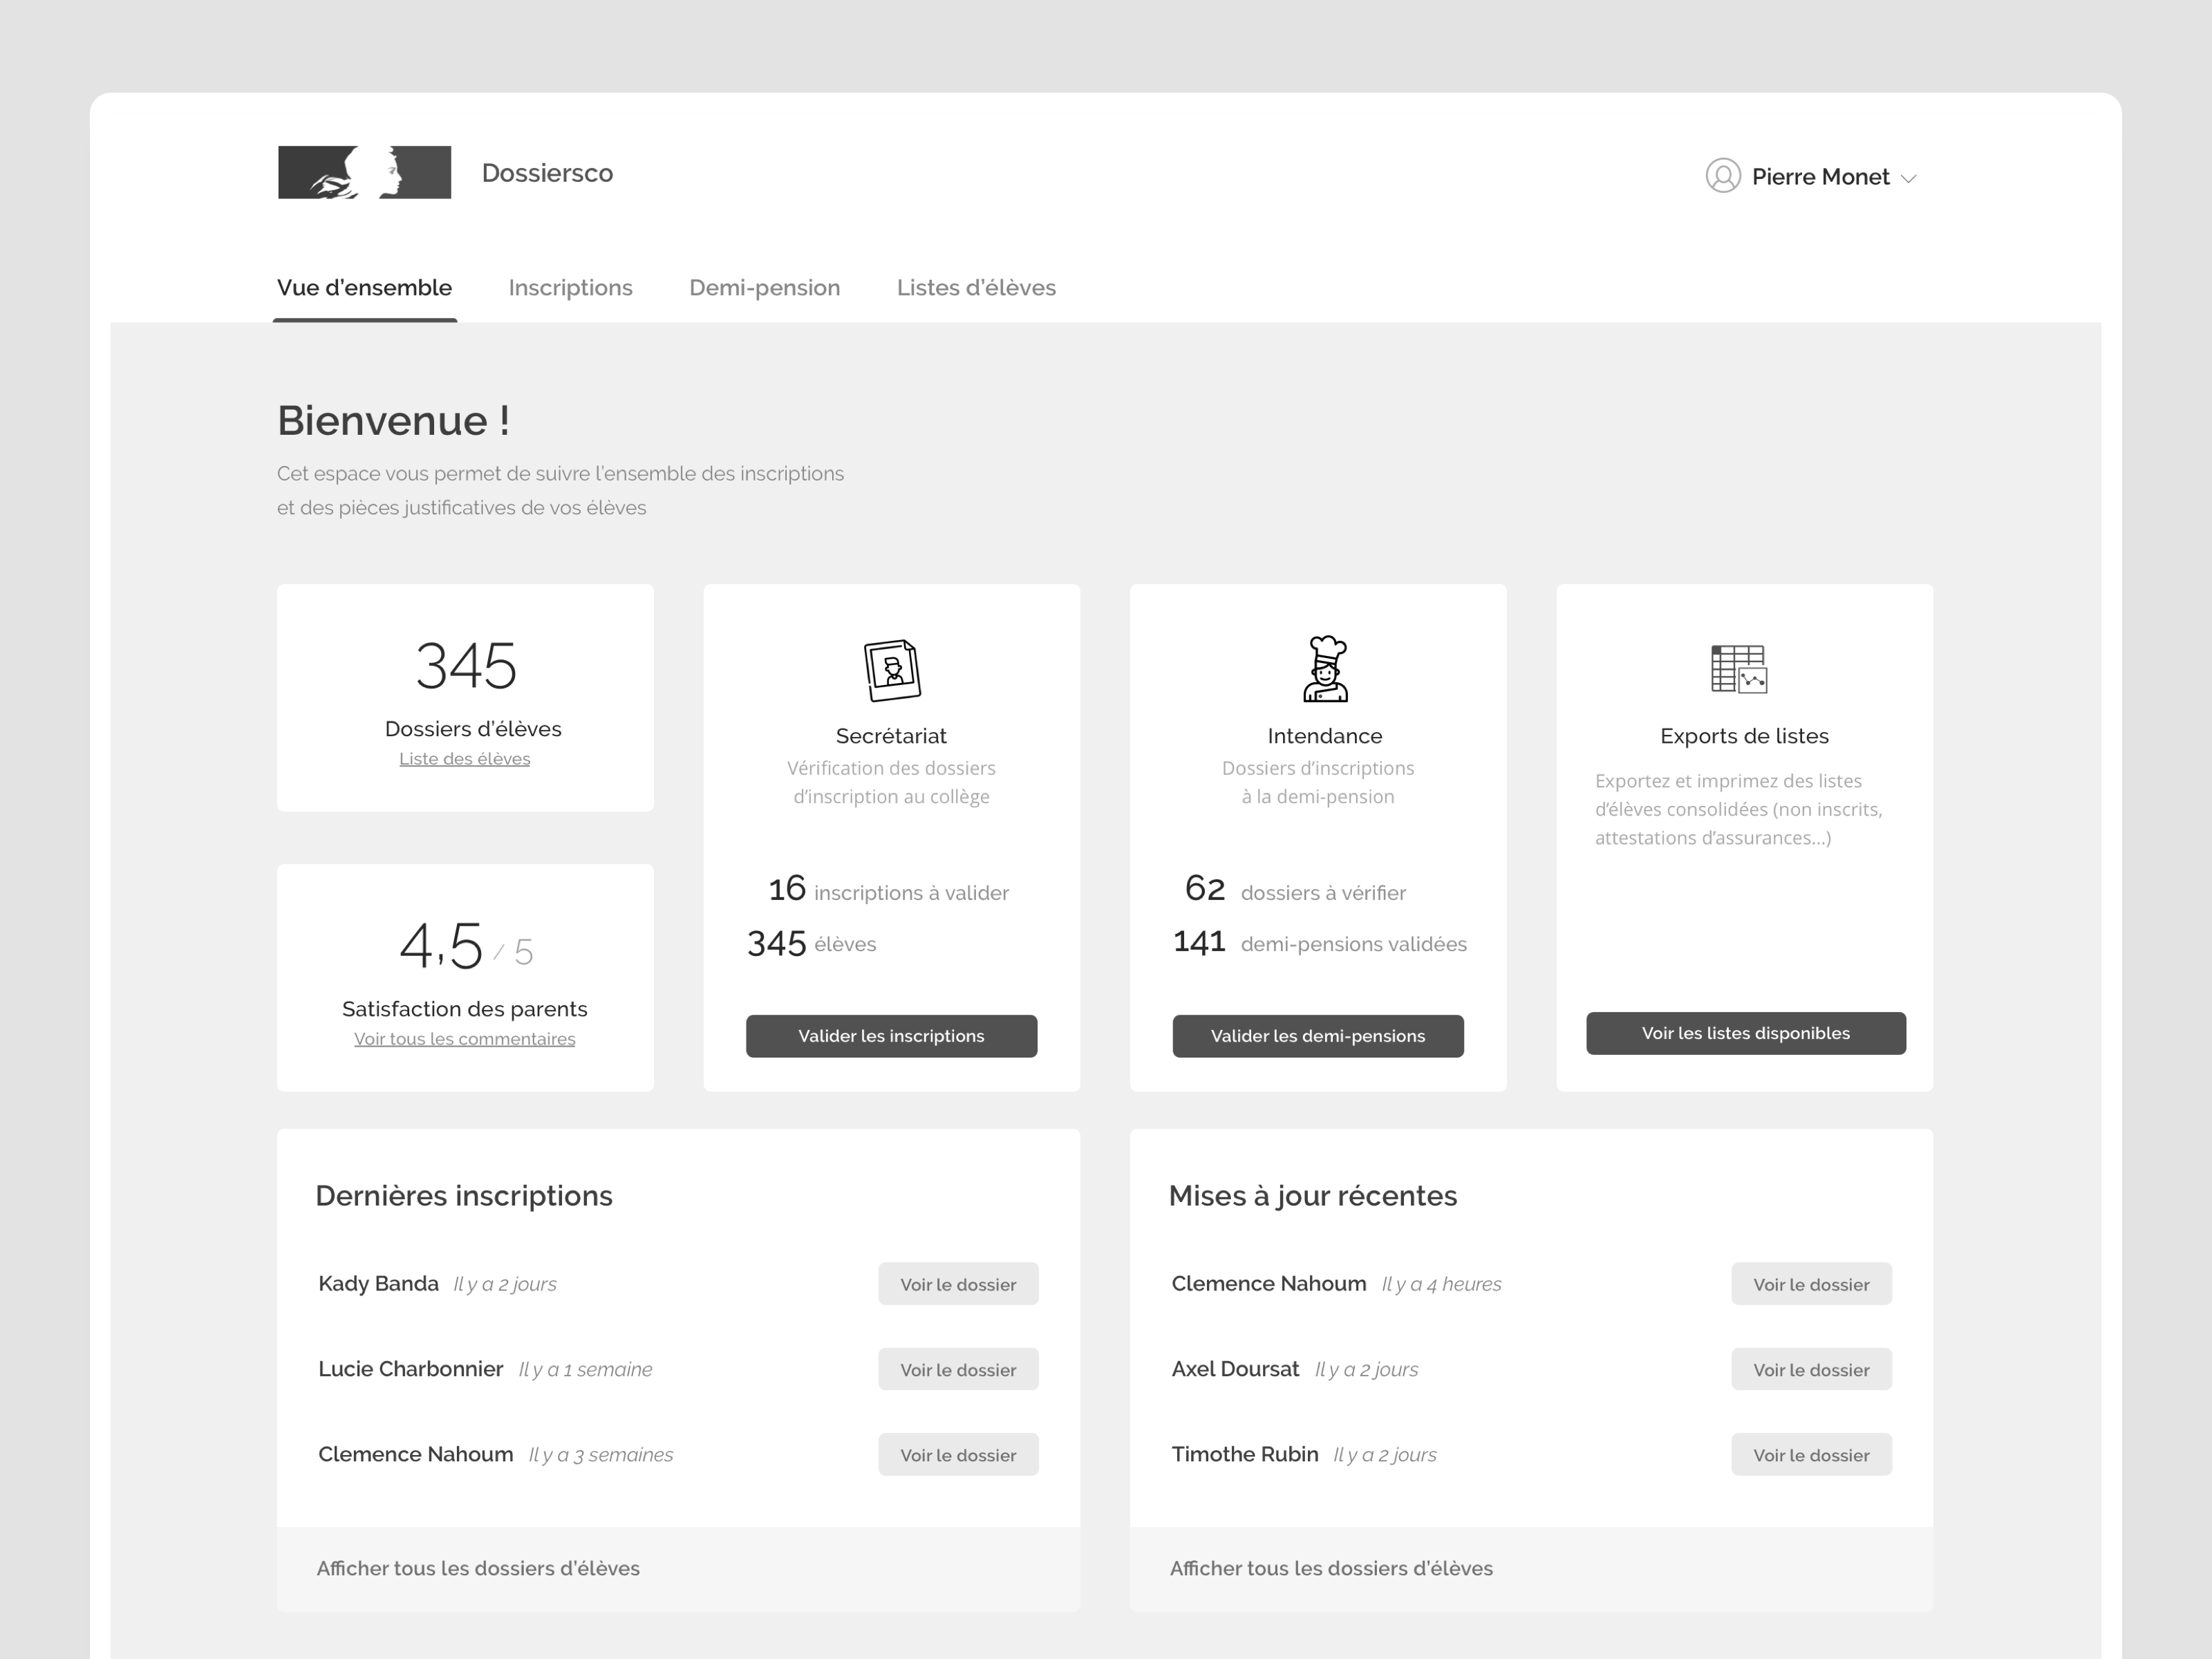 Dossiersco
Pierre Monet
Vue d'ensemble
Inscriptions
Demi-pension
Listes d'élèves
Bienvenue !
Cet espace vous permet de suivre l'ensemble des inscriptions
et des pièces justificatives de vos élèves
345
Dossiers d'élèves
Liste des élèves
4,5 / 5
Satisfaction des parents
Voir tous les commentaires
Secrétariat
Vérification des dossiers
d'inscription au collège
16 inscriptions à valider
345 élèves
Valider les inscriptions
Intendance
Dossiers d'inscriptions
à la demi-pension
62 dossiers à vérifier
141 demi-pensions validées
Valider les demi-pensions
Exports de listes
Exportez et imprimez des listes
d'élèves consolidées (non inscrits,
attestations d'assurances...)
Voir les listes disponibles
Dernières inscriptions
Kady Banda Il y a 2 jours
Voir le dossier
Lucie Charbonnier Il y a 1 semaine
Voir le dossier
Clemence Nahoum Il y a 3 semaines
Voir le dossier
Afficher tous les dossiers d'élèves
Mises à jour récentes
Clemence Nahoum Il y a 4 heures
Voir le dossier
Axel Doursat Il y a 2 jours
Voir le dossier
Timothe Rubin Il y a 2 jours
Voir le dossier
Afficher tous les dossiers d'élèves